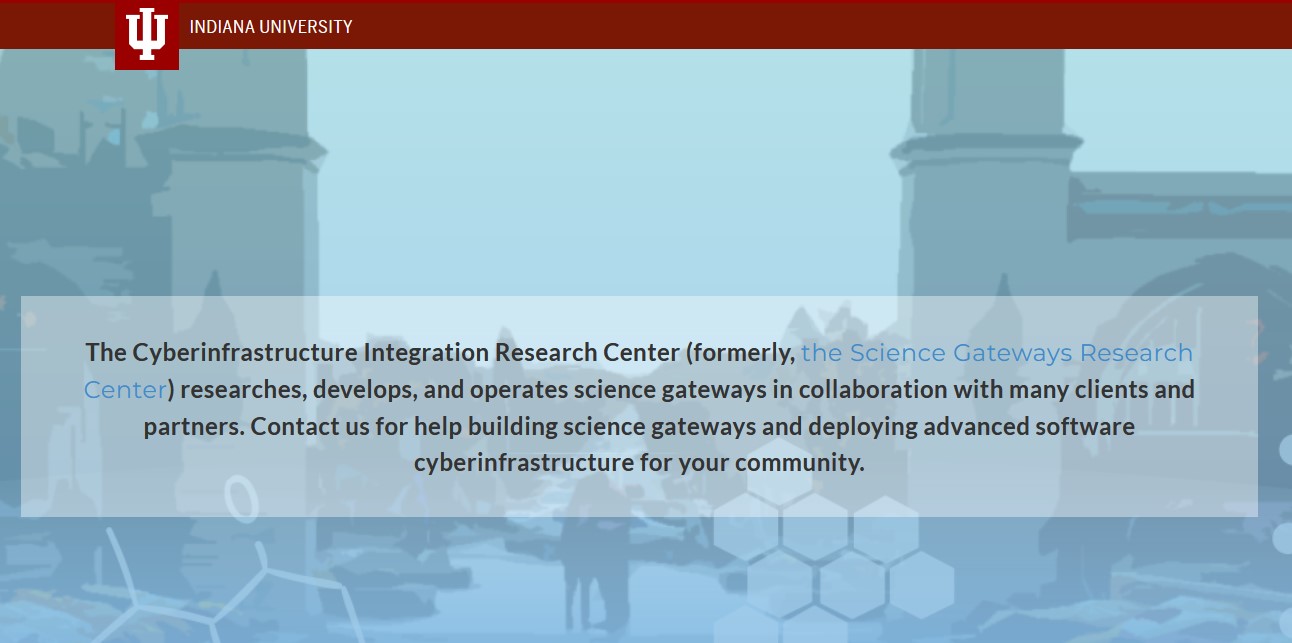 INDIANA UNIVERSITY
The Cyberinfrastructure Integration Research Center (formerly, the Science Gateways Research
Center) researches, develops, and operates science gateways in collaboration with many clients and
partners. Contact us for help building science gateways and deploying advanced software
cyberinfrastructure for your community.